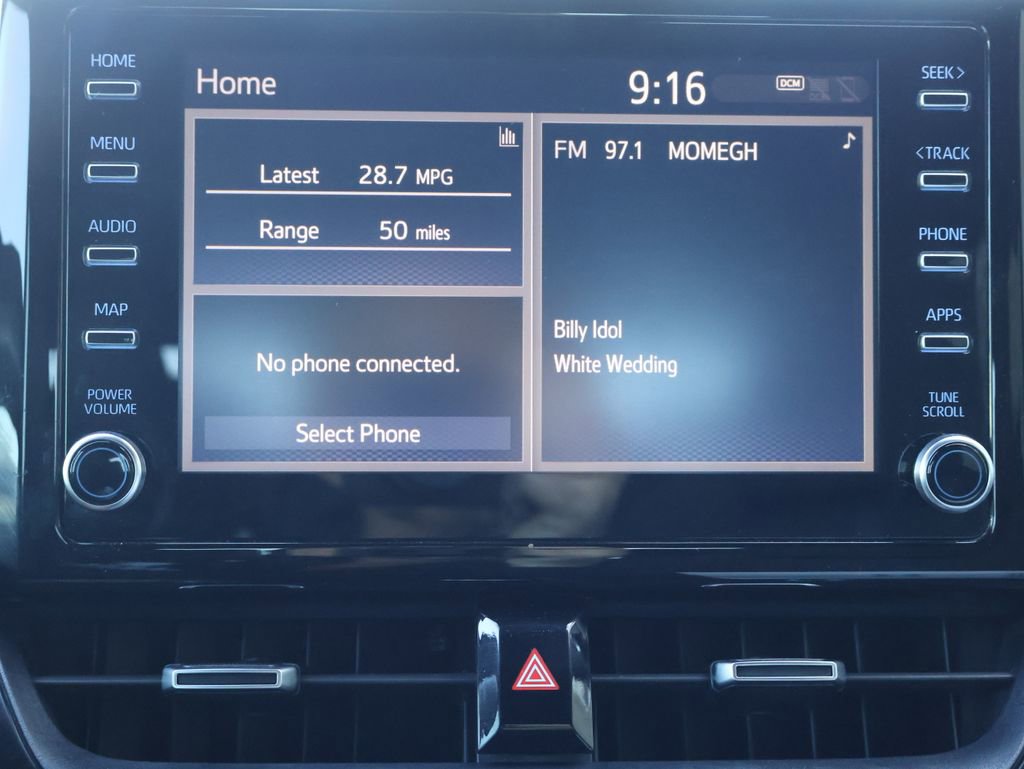 HOME
MENU
AUDIO
MAP
POWER
VOLUME
Home
9:16
DCM
Latest 28.7 MPG
Range 50 miles
No phone connected.
Select Phone
FM 97.1 MOMEGH
Billy Idol
White Wedding
SEEK>
<TRACK
PHONE
APPS
TUNE
SCROLL